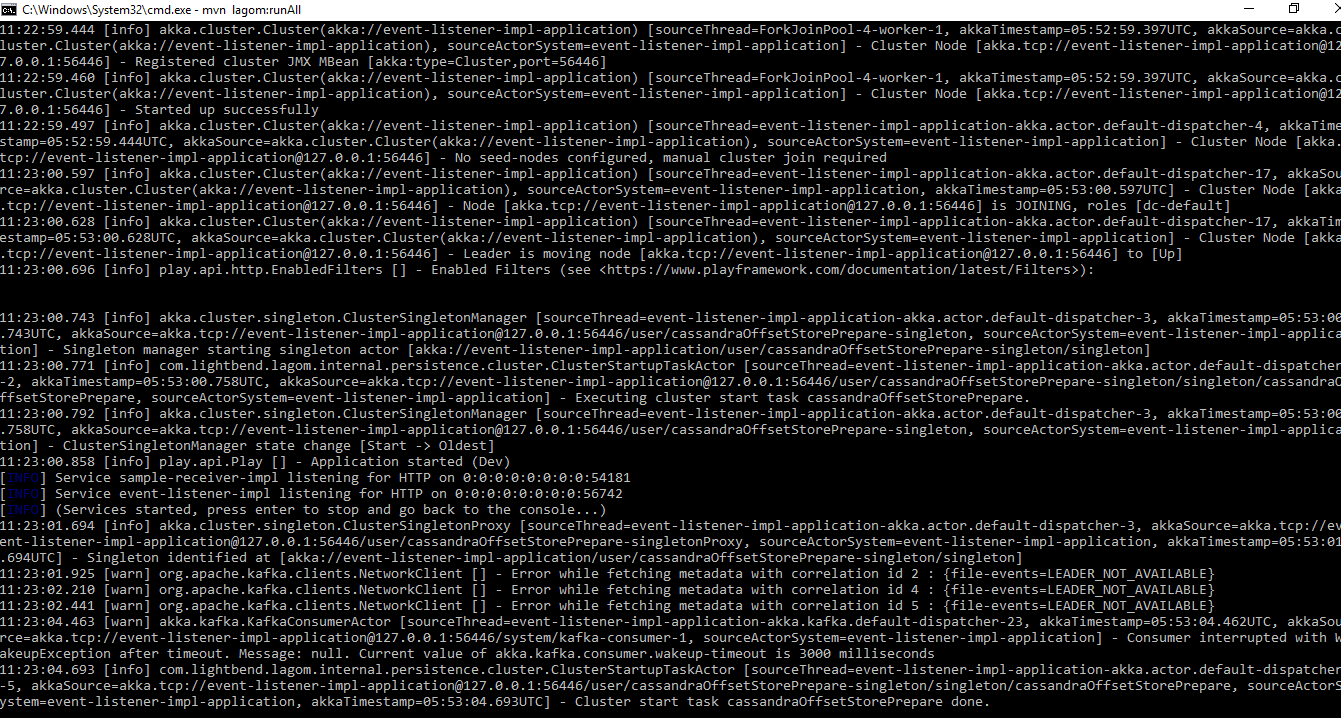 C:\Windows\System32\cmd.exe - mvn  lagom:runAll
11:22:59.444 [info] akka.cluster.Cluster(akka://event-listener-impl-application) [sourceThread=ForkJoinPool-4-worker-1, akkaTimestamp=05:52:59.397UTC, akkaSource=akka.c
luster.Cluster(akka://event-listener-impl-application), sourceActorSystem=event-listener-impl-application] - Cluster Node [akka.tcp://event-listener-impl-application@12
7.0.0.1:56446] - Registered cluster JMX MBean [akka:type=Cluster,port=56446]
11:22:59.460 [info] akka.cluster.Cluster(akka://event-listener-impl-application) [sourceThread=ForkJoinPool-4-worker-1, akkaTimestamp=05:52:59.397UTC, akkaSource=akka.c
luster.Cluster(akka://event-listener-impl-application), sourceActorSystem=event-listener-impl-application] - Cluster Node [akka.tcp://event-listener-impl-application@12
7.0.0.1:56446] - Started up successfully
11:22:59.497 [info] akka.cluster.Cluster(akka://event-listener-impl-application) [sourceThread=event-listener-impl-application-akka.actor.default-dispatcher-4, akkaTime
stamp=05:52:59.444UTC, akkaSource=akka.cluster.Cluster(akka://event-listener-impl-application), sourceActorSystem=event-listener-impl-application] - Cluster Node [akka.
tcp://event-listener-impl-application@127.0.0.1:56446] - No seed-nodes configured, manual cluster join required
11:23:00.597 [info] akka.cluster.Cluster(akka://event-listener-impl-application) [sourceThread=event-listener-impl-application-akka.actor.default-dispatcher-17, akkaSou
rce=akka.cluster.Cluster(akka://event-listener-impl-application), sourceActorSystem=event-listener-impl-application, akkaTimestamp=05:53:00.597UTC] - Cluster Node [akka
.tcp://event-listener-impl-application@127.0.0.1:56446] - Node [akka.tcp://event-listener-impl-application@127.0.0.1:56446] is JOINING, roles [dc-default]
11:23:00.628 [info] akka.cluster.Cluster(akka://event-listener-impl-application) [sourceThread=event-listener-impl-application-akka.actor.default-dispatcher-17, akkaTim
estamp=05:53:00.628UTC, akkaSource=akka.cluster.Cluster(akka://event-listener-impl-application), sourceActorSystem=event-listener-impl-application] - Cluster Node [akka
.tcp://event-listener-impl-application@127.0.0.1:56446] - Leader is moving node [akka.tcp://event-listener-impl-application@127.0.0.1:56446] to [Up]
11:23:00.696 [info] play.api.http.EnabledFilters [] - Enabled Filters (see <https://www.playframework.com/documentation/latest/Filters>):
11:23:00.743 [info] akka.cluster.singleton.ClusterSingletonManager [sourceThread=event-listener-impl-application-akka.actor.default-dispatcher-3, akkaTimestamp=05:53:00
.743UTC, akkaSource=akka.tcp://event-listener-impl-application@127.0.0.1:56446/user/cassandraOffsetStorePrepare-singleton, sourceActorSystem=event-listener-impl-applica
tion] - Singleton manager starting singleton actor [akka://event-listener-impl-application/user/cassandraOffsetStorePrepare-singleton/singleton]
11:23:00.771 [info] com.lightbend.lagom.internal.persistence.cluster.ClusterStartupTaskActor [sourceThread=event-listener-impl-application-akka.actor.default-dispatcher
-2, akkaTimestamp=05:53:00.758UTC, akkaSource=akka.tcp://event-listener-impl-application@127.0.0.1:56446/user/cassandraOffsetStorePrepare-singleton/singleton/cassandraO
ffsetStorePrepare, sourceActorSystem=event-listener-impl-application] - Executing cluster start task cassandraOffsetStorePrepare.
11:23:00.792 [info] akka.cluster.singleton.ClusterSingletonManager [sourceThread=event-listener-impl-application-akka.actor.default-dispatcher-3, akkaTimestamp=05:53:00
.758UTC, akkaSource=akka.tcp://event-listener-impl-application@127.0.0.1:56446/user/cassandraOffsetStorePrepare-singleton, sourceActorSystem=event-listener-impl-applica
tion] - ClusterSingletonManager state change [Start -> Oldest]
11:23:00.858 [info] play.api.Play [] - Application started (Dev)
[INFO] Service sample-receiver-impl listening for HTTP on 0:0:0:0:0:0:0:0:54181
[INFO] Service event-listener-impl listening for HTTP on 0:0:0:0:0:0:0:0:56742
[INFO] (Services started, press enter to stop and go back to the console...)
11:23:01.694 [info] akka.cluster.singleton.ClusterSingletonProxy [sourceThread=event-listener-impl-application-akka.actor.default-dispatcher-3, akkaSource=akka.tcp://ev
ent-listener-impl-application@127.0.0.1:56446/user/cassandraOffsetStorePrepare-singletonProxy, sourceActorSystem=event-listener-impl-application, akkaTimestamp=05:53:01
.694UTC] - Singleton identified at [akka://event-listener-impl-application/user/cassandraOffsetStorePrepare-singleton/singleton]
11:23:01.925 [warn] org.apache.kafka.clients.NetworkClient [] - Error while fetching metadata with correlation id 2 : {file-events=LEADER_NOT_AVAILABLE}
11:23:02.210 [warn] org.apache.kafka.clients.NetworkClient [] - Error while fetching metadata with correlation id 4 : {file-events=LEADER_NOT_AVAILABLE}
11:23:02.441 [warn] org.apache.kafka.clients.NetworkClient [] - Error while fetching metadata with correlation id 5 : {file-events=LEADER_NOT_AVAILABLE}
11:23:04.463 [warn] akka.kafka.KafkaConsumerActor [sourceThread=event-listener-impl-application-akka.kafka.default-dispatcher-23, akkaTimestamp=05:53:04.462UTC, akkaSou
rce=akka.tcp://event-listener-impl-application@127.0.0.1:56446/system/kafka-consumer-1, sourceActorSystem=event-listener-impl-application] - Consumer interrupted with W
akeupException after timeout. Message: null. Current value of akka.kafka.consumer.wakeup-timeout is 3000 milliseconds
11:23:04.693 [info] com.lightbend.lagom.internal.persistence.cluster.ClusterStartupTaskActor [sourceThread=event-listener-impl-application-akka.actor.default-dispatcher
-5, akkaSource=akka.tcp://event-listener-impl-application@127.0.0.1:56446/user/cassandraOffsetStorePrepare-singleton/singleton/cassandraOffsetStorePrepare, sourceActorS
ystem=event-listener-impl-application, akkaTimestamp=05:53:04.693UTC] - Cluster start task cassandraOffsetStorePrepare done.